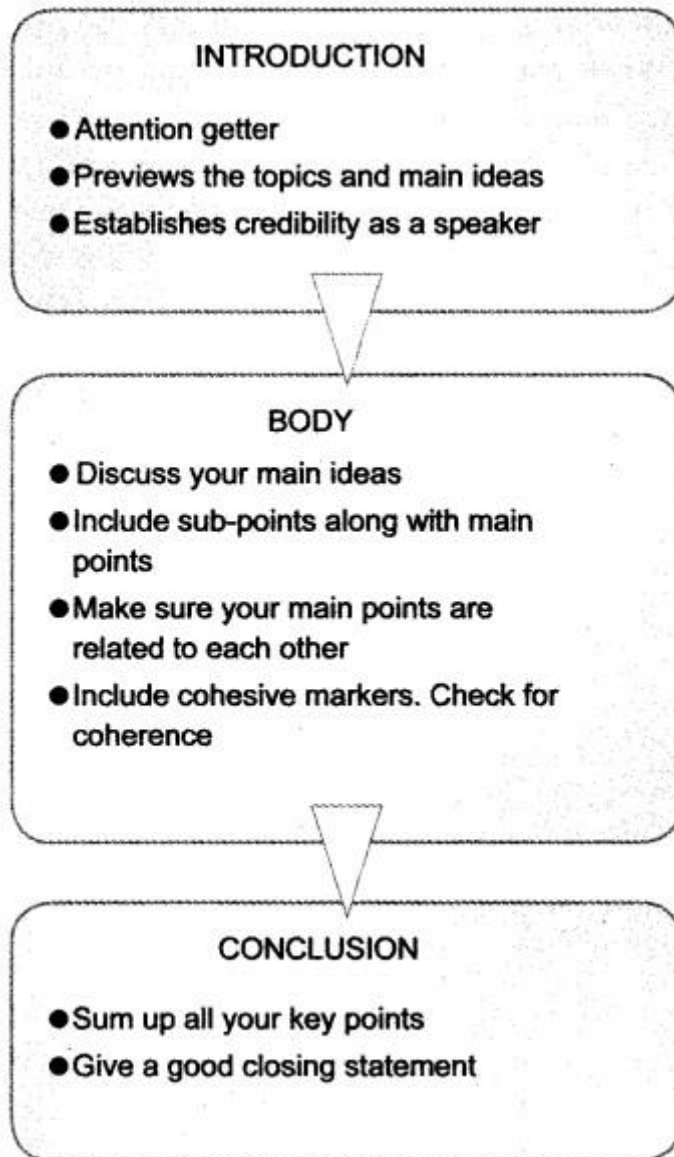 INTRODUCTION
● Attention getter
● Previews the topics and main ideas
● Establishes credibility as a speaker
BODY
● Discuss your main ideas
● Include sub-points along with main
points
● Make sure your main points are
related to each other
● Include cohesive markers. Check for
coherence
CONCLUSION
● Sum up all your key points
● Give a good closing statement